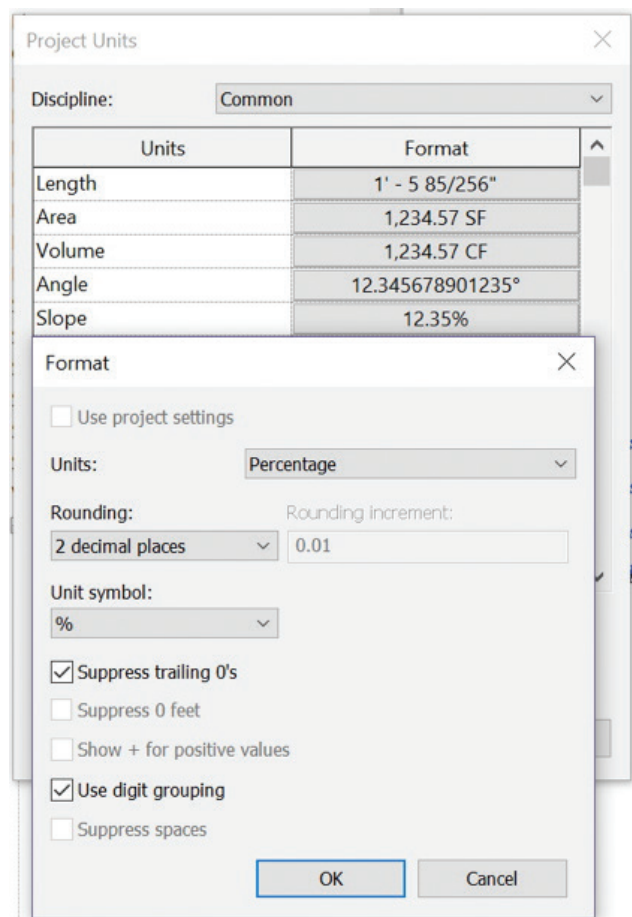 Project Units
Discipline: Common
Units Format
Length 1' - 5 85/256"
Area 1,234.57 SF
Volume 1,234.57 CF
Angle 12.345678901235°
Slope 12.35%
Format
Use project settings
Units: Percentage
Rounding: Rounding increment:
2 decimal places 0.01
Unit symbol:
%
Suppress trailing 0's
Suppress 0 feet
Show + for positive values
Use digit grouping
Suppress spaces
OK Cancel